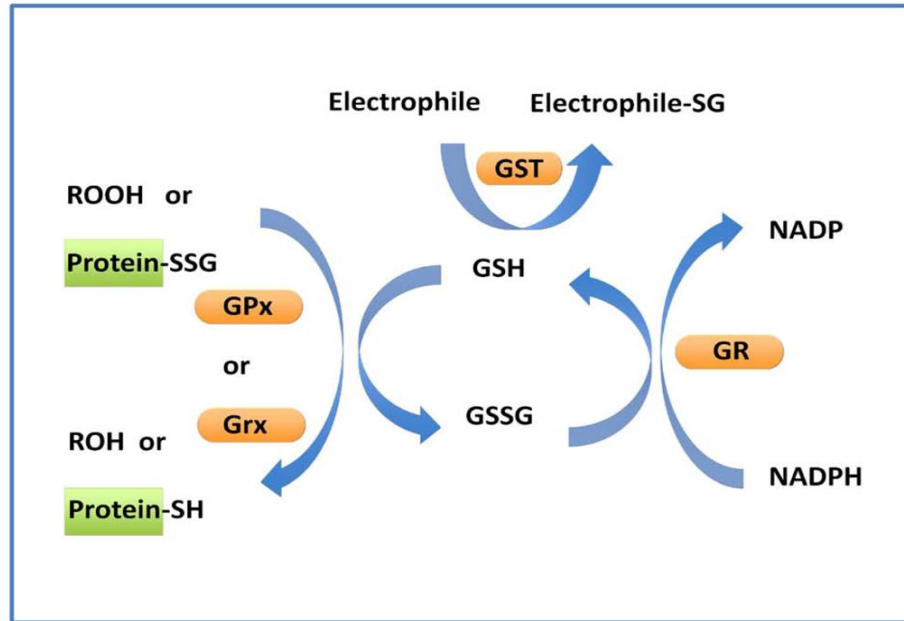 Electrophile
Electrophile-SG
GST
ROOH or
Protein-SSG
GPx
or
Grx
ROH or
Protein-SH
GSH
GSSG
NADP
GR
NADPH